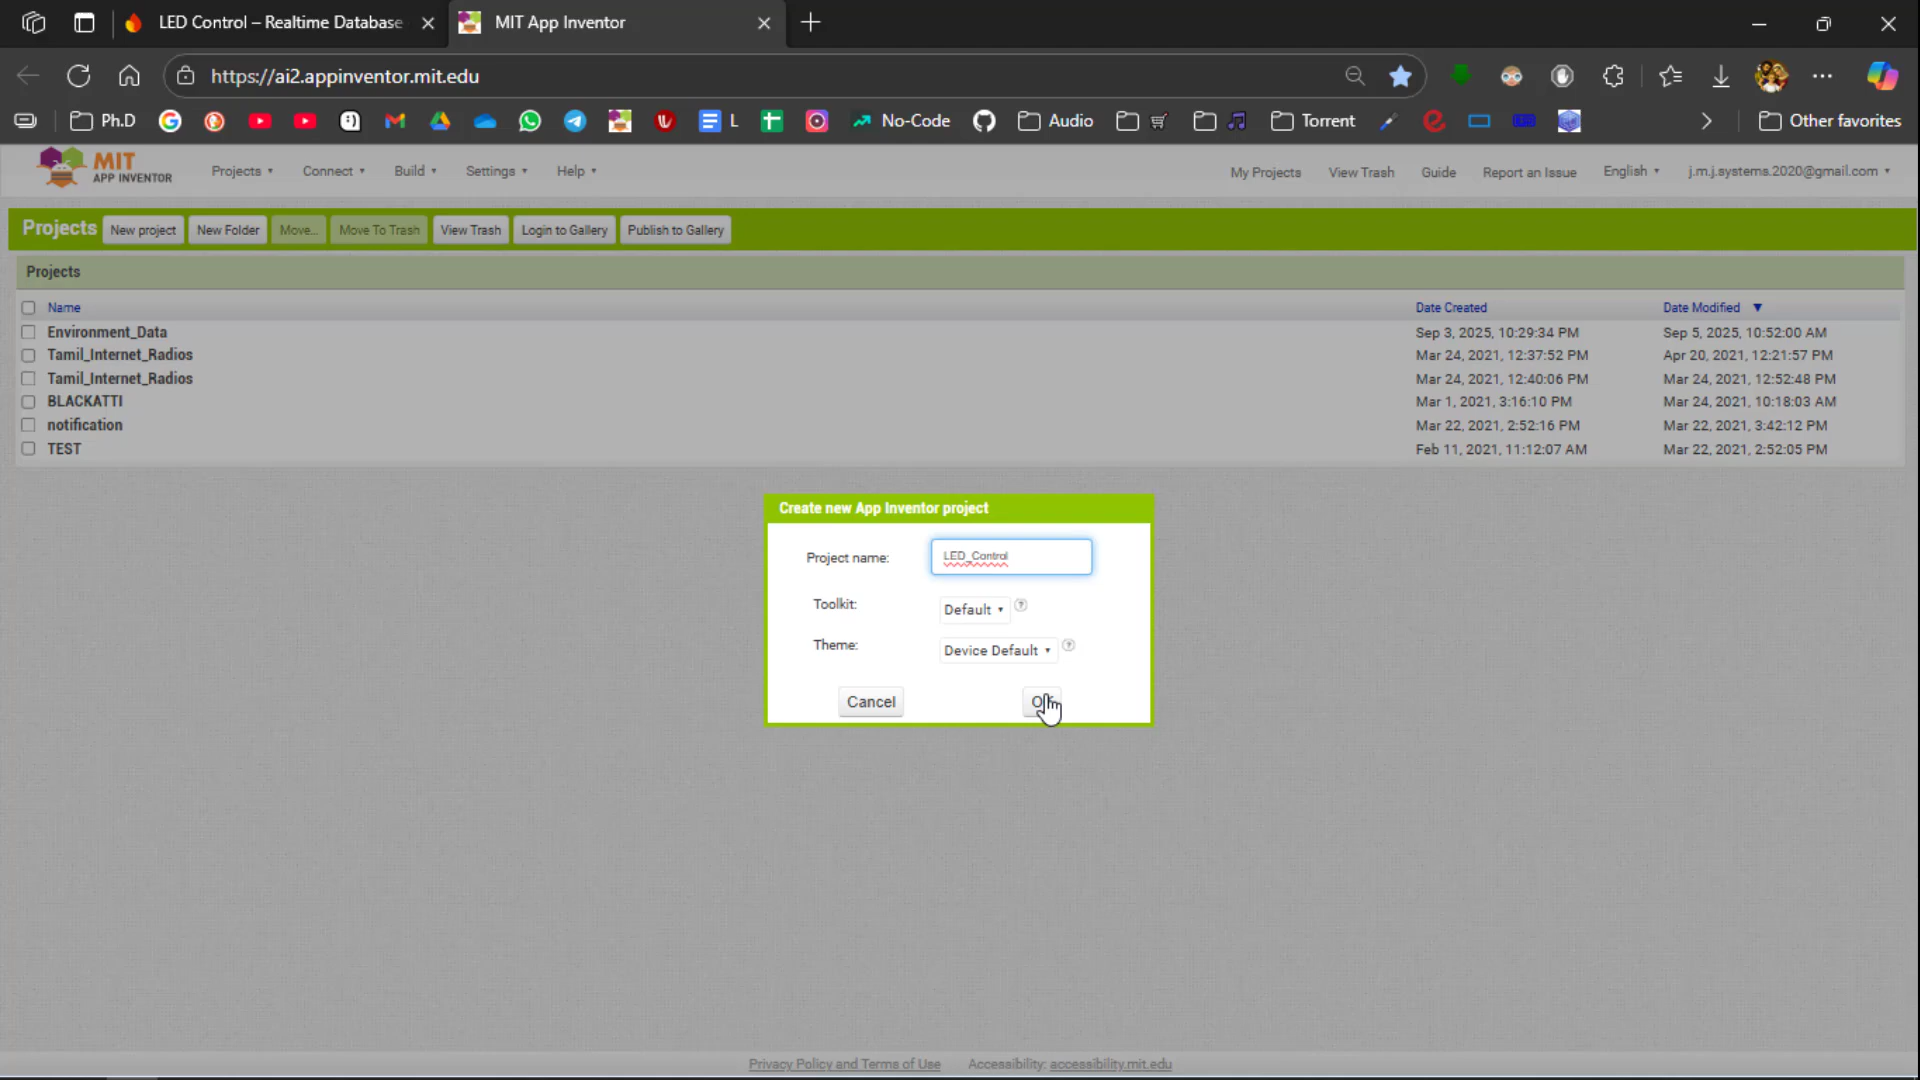 LED Control – Realtime Database
MIT App Inventor
https://ai2.appinventor.mit.edu
Ph.D
L
No-Code
Audio
Torrent
Other favorites
MIT
APP INVENTOR
Projects
Connect
Build
Settings
Help
My Projects
View Trash
Guide
Report an Issue
English
j.m.j.systems.2020@gmail.com
Projects
New project
New Folder
Move...
Move To Trash
View Trash
Login to Gallery
Publish to Gallery
Projects
Name Date Created Date Modified
Environment_Data Sep 3, 2025, 10:29:34 PM Sep 5, 2025, 10:52:00 AM
Tamil_Internet_Radios Mar 24, 2021, 12:37:52 PM Apr 20, 2021, 12:21:57 PM
Tamil_Internet_Radios Mar 24, 2021, 12:40:06 PM Mar 24, 2021, 12:52:48 PM
BLACKATTI Mar 1, 2021, 3:16:10 PM Mar 24, 2021, 10:18:03 AM
notification Mar 22, 2021, 2:52:16 PM Mar 22, 2021, 3:42:12 PM
TEST Feb 11, 2021, 11:12:07 AM Mar 22, 2021, 2:52:05 PM
Create new App Inventor project
Project name: LED_Control
Toolkit: Default
Theme: Device Default
Cancel
Privacy Policy and Terms of Use Accessibility: accessibility.mit.edu